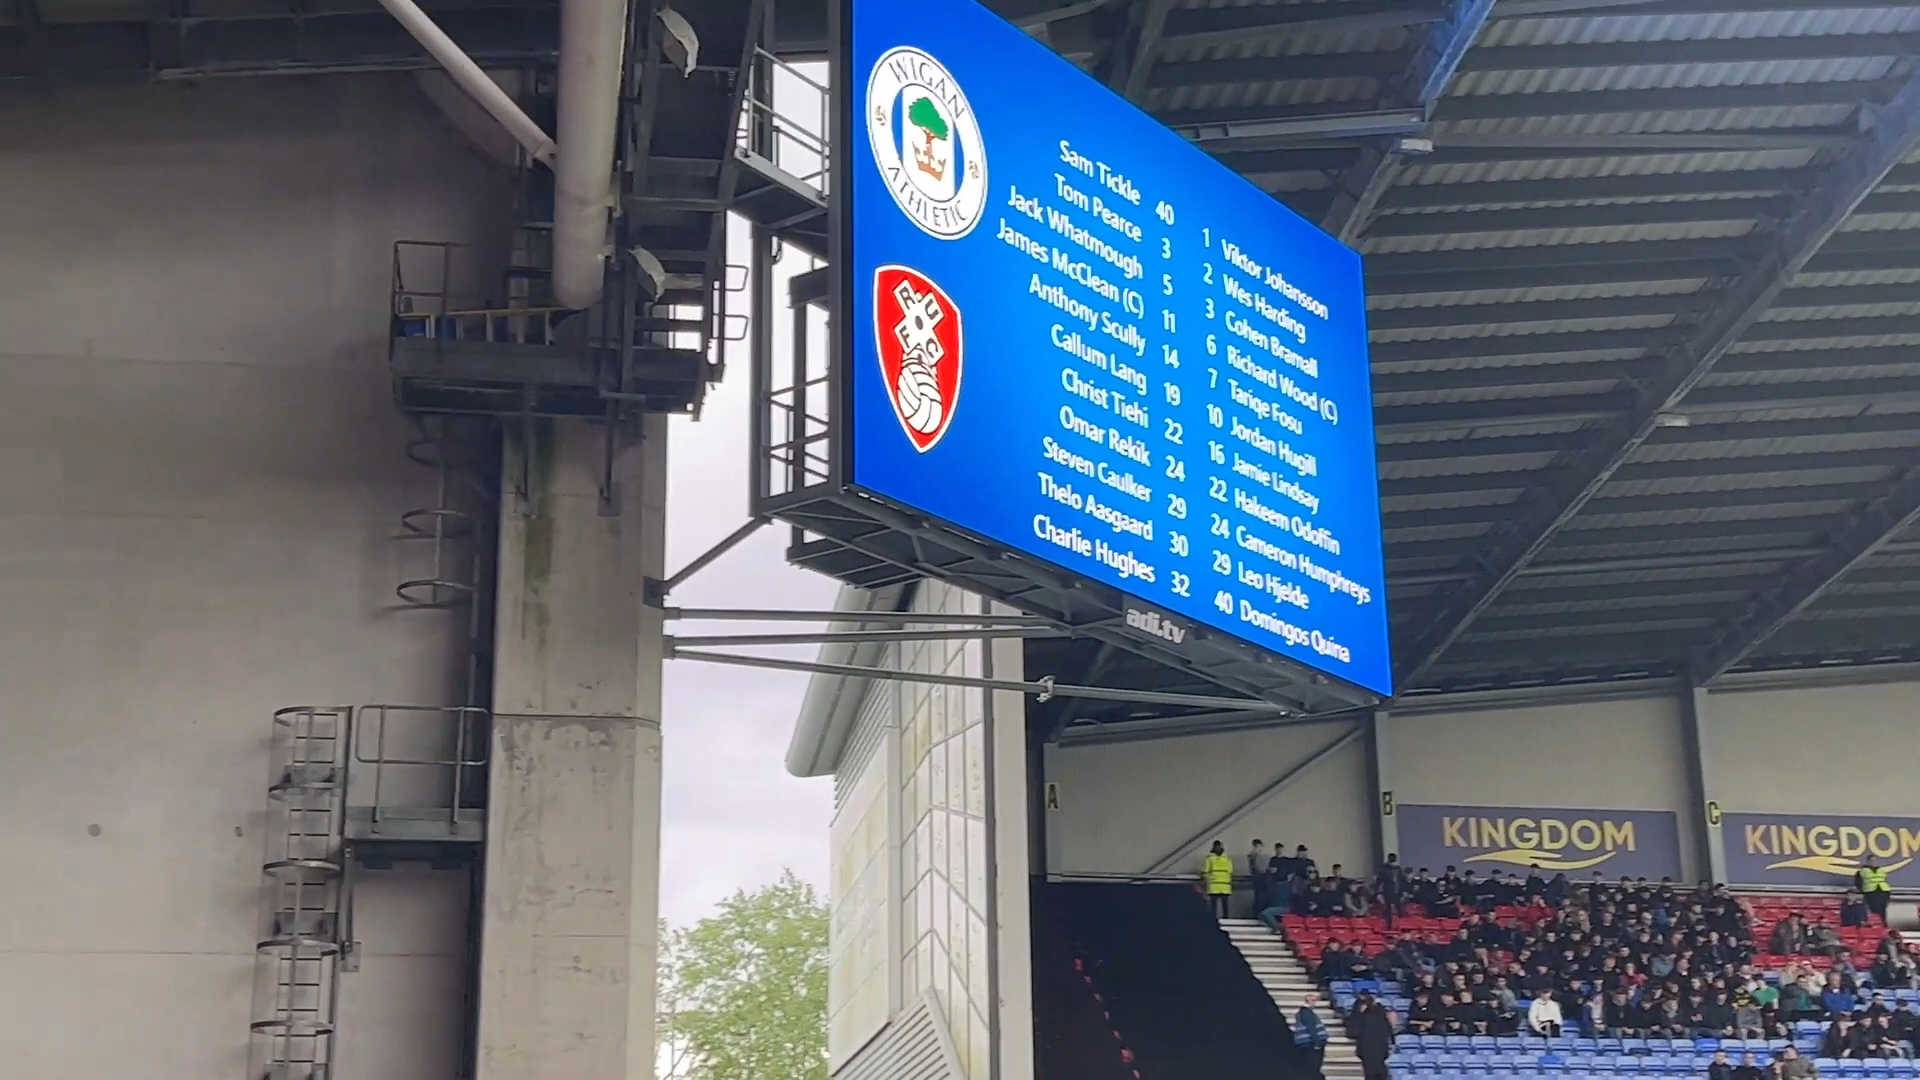 WIGAN
ATHLETIC
RUFC
Sam Tickle 40
Tom Pearce 3
Jack Whatmough 5
James McClean (C) 11
Anthony Scully 14
Callum Lang 19
Christ Tiehi 22
Omar Rekik 24
Steven Caulker 29
Thelo Aasgaard 30
Charlie Hughes 32
1 Viktor Johansson
2 Wes Harding
3 Cohen Bramall
6 Richard Wood (C)
7 Tariqe Fosu
10 Jordan Hugill
16 Jamie Lindsay
22 Hakeem Odoffin
24 Cameron Humphreys
29 Leo Hjelde
40 Domingos Quina
adi.tv
A
B
C
KINGDOM
KINGDOM